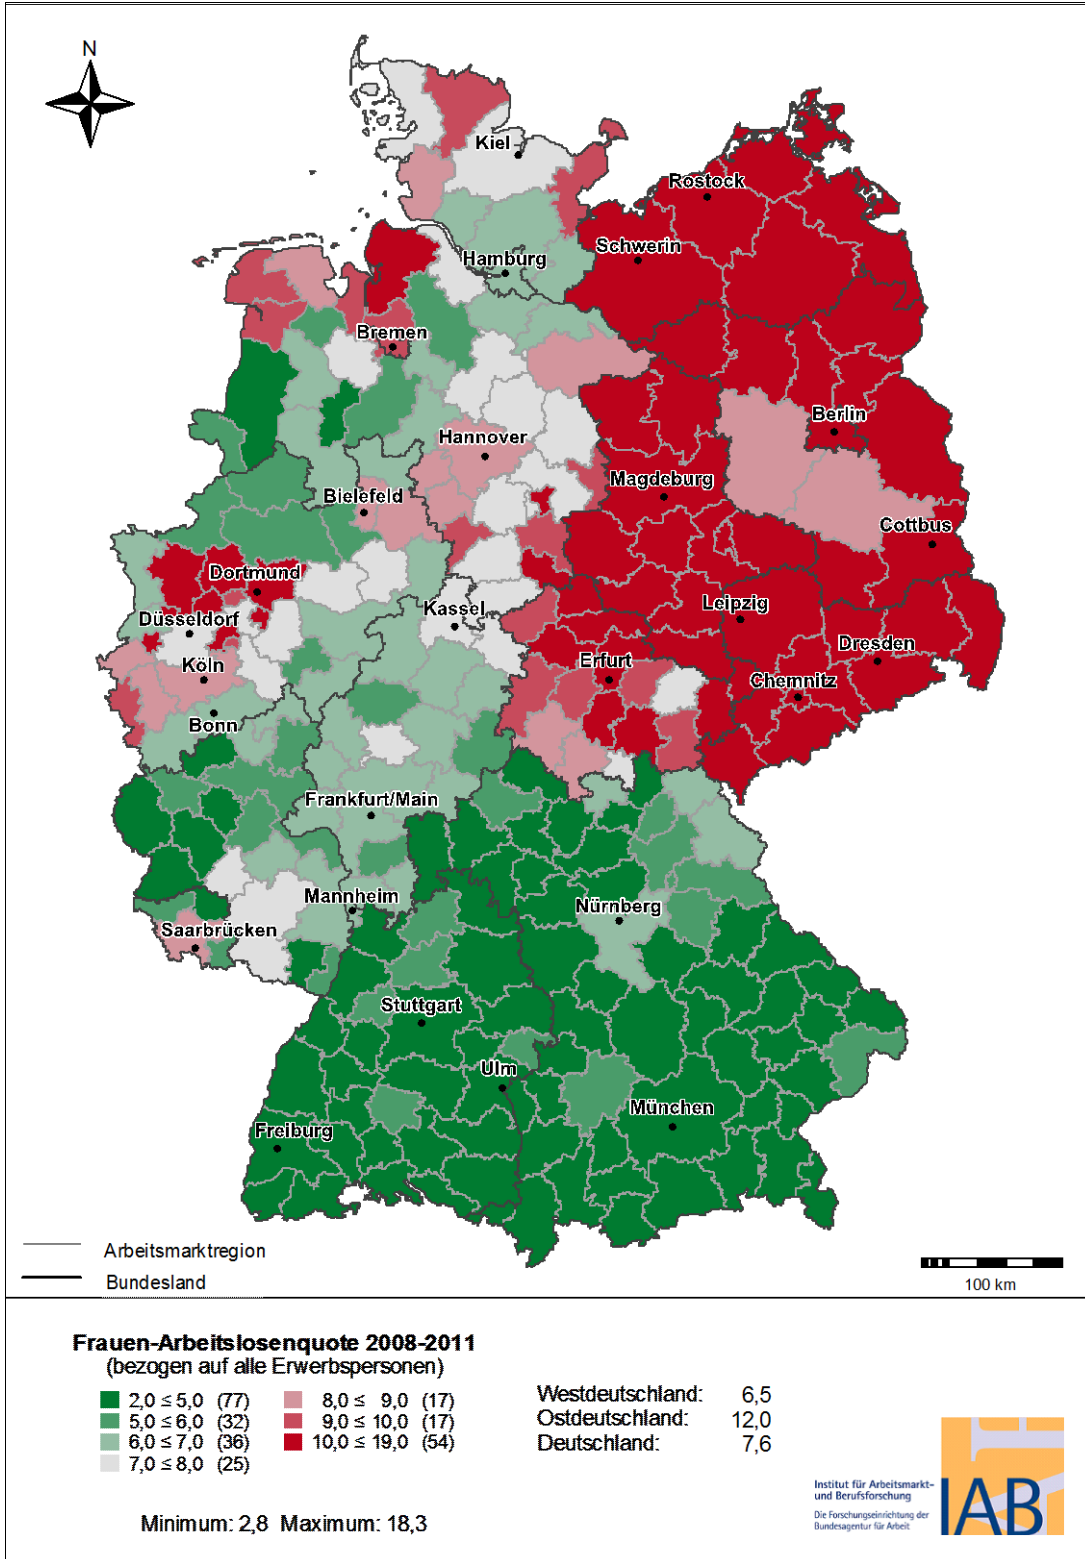 N
Kiel
Rostock
Schwerin
Hamburg
Bremen
Berlin
Hannover
Magdeburg
Bielefeld
Cottbus
Dortmund
Leipzig
Kassel
Düsseldorf
Dresden
Erfurt
Köln
Chemnitz
Bonn
Frankfurt/Main
Mannheim
Nürnberg
Saarbrücken
Stuttgart
Ulm
München
Freiburg
Arbeitsmarktregion
Bundesland
100 km
Frauen-Arbeitslosenquote 2008-2011
(bezogen auf alle Erwerbspersonen)
2,0 ≤ 5,0 (77)
5,0 ≤ 6,0 (32)
6,0 ≤ 7,0 (36)
7,0 ≤ 8,0 (25)
8,0 ≤ 9,0 (17)
9,0 ≤ 10,0 (17)
10,0 ≤ 19,0 (54)
Westdeutschland: 6,5
Ostdeutschland: 12,0
Deutschland: 7,6
Minimum: 2,8 Maximum: 18,3
Institut für Arbeitsmarkt-
und Berufsforschung
Die Forschungseinrichtung der
Bundesagentur für Arbeit
IAB